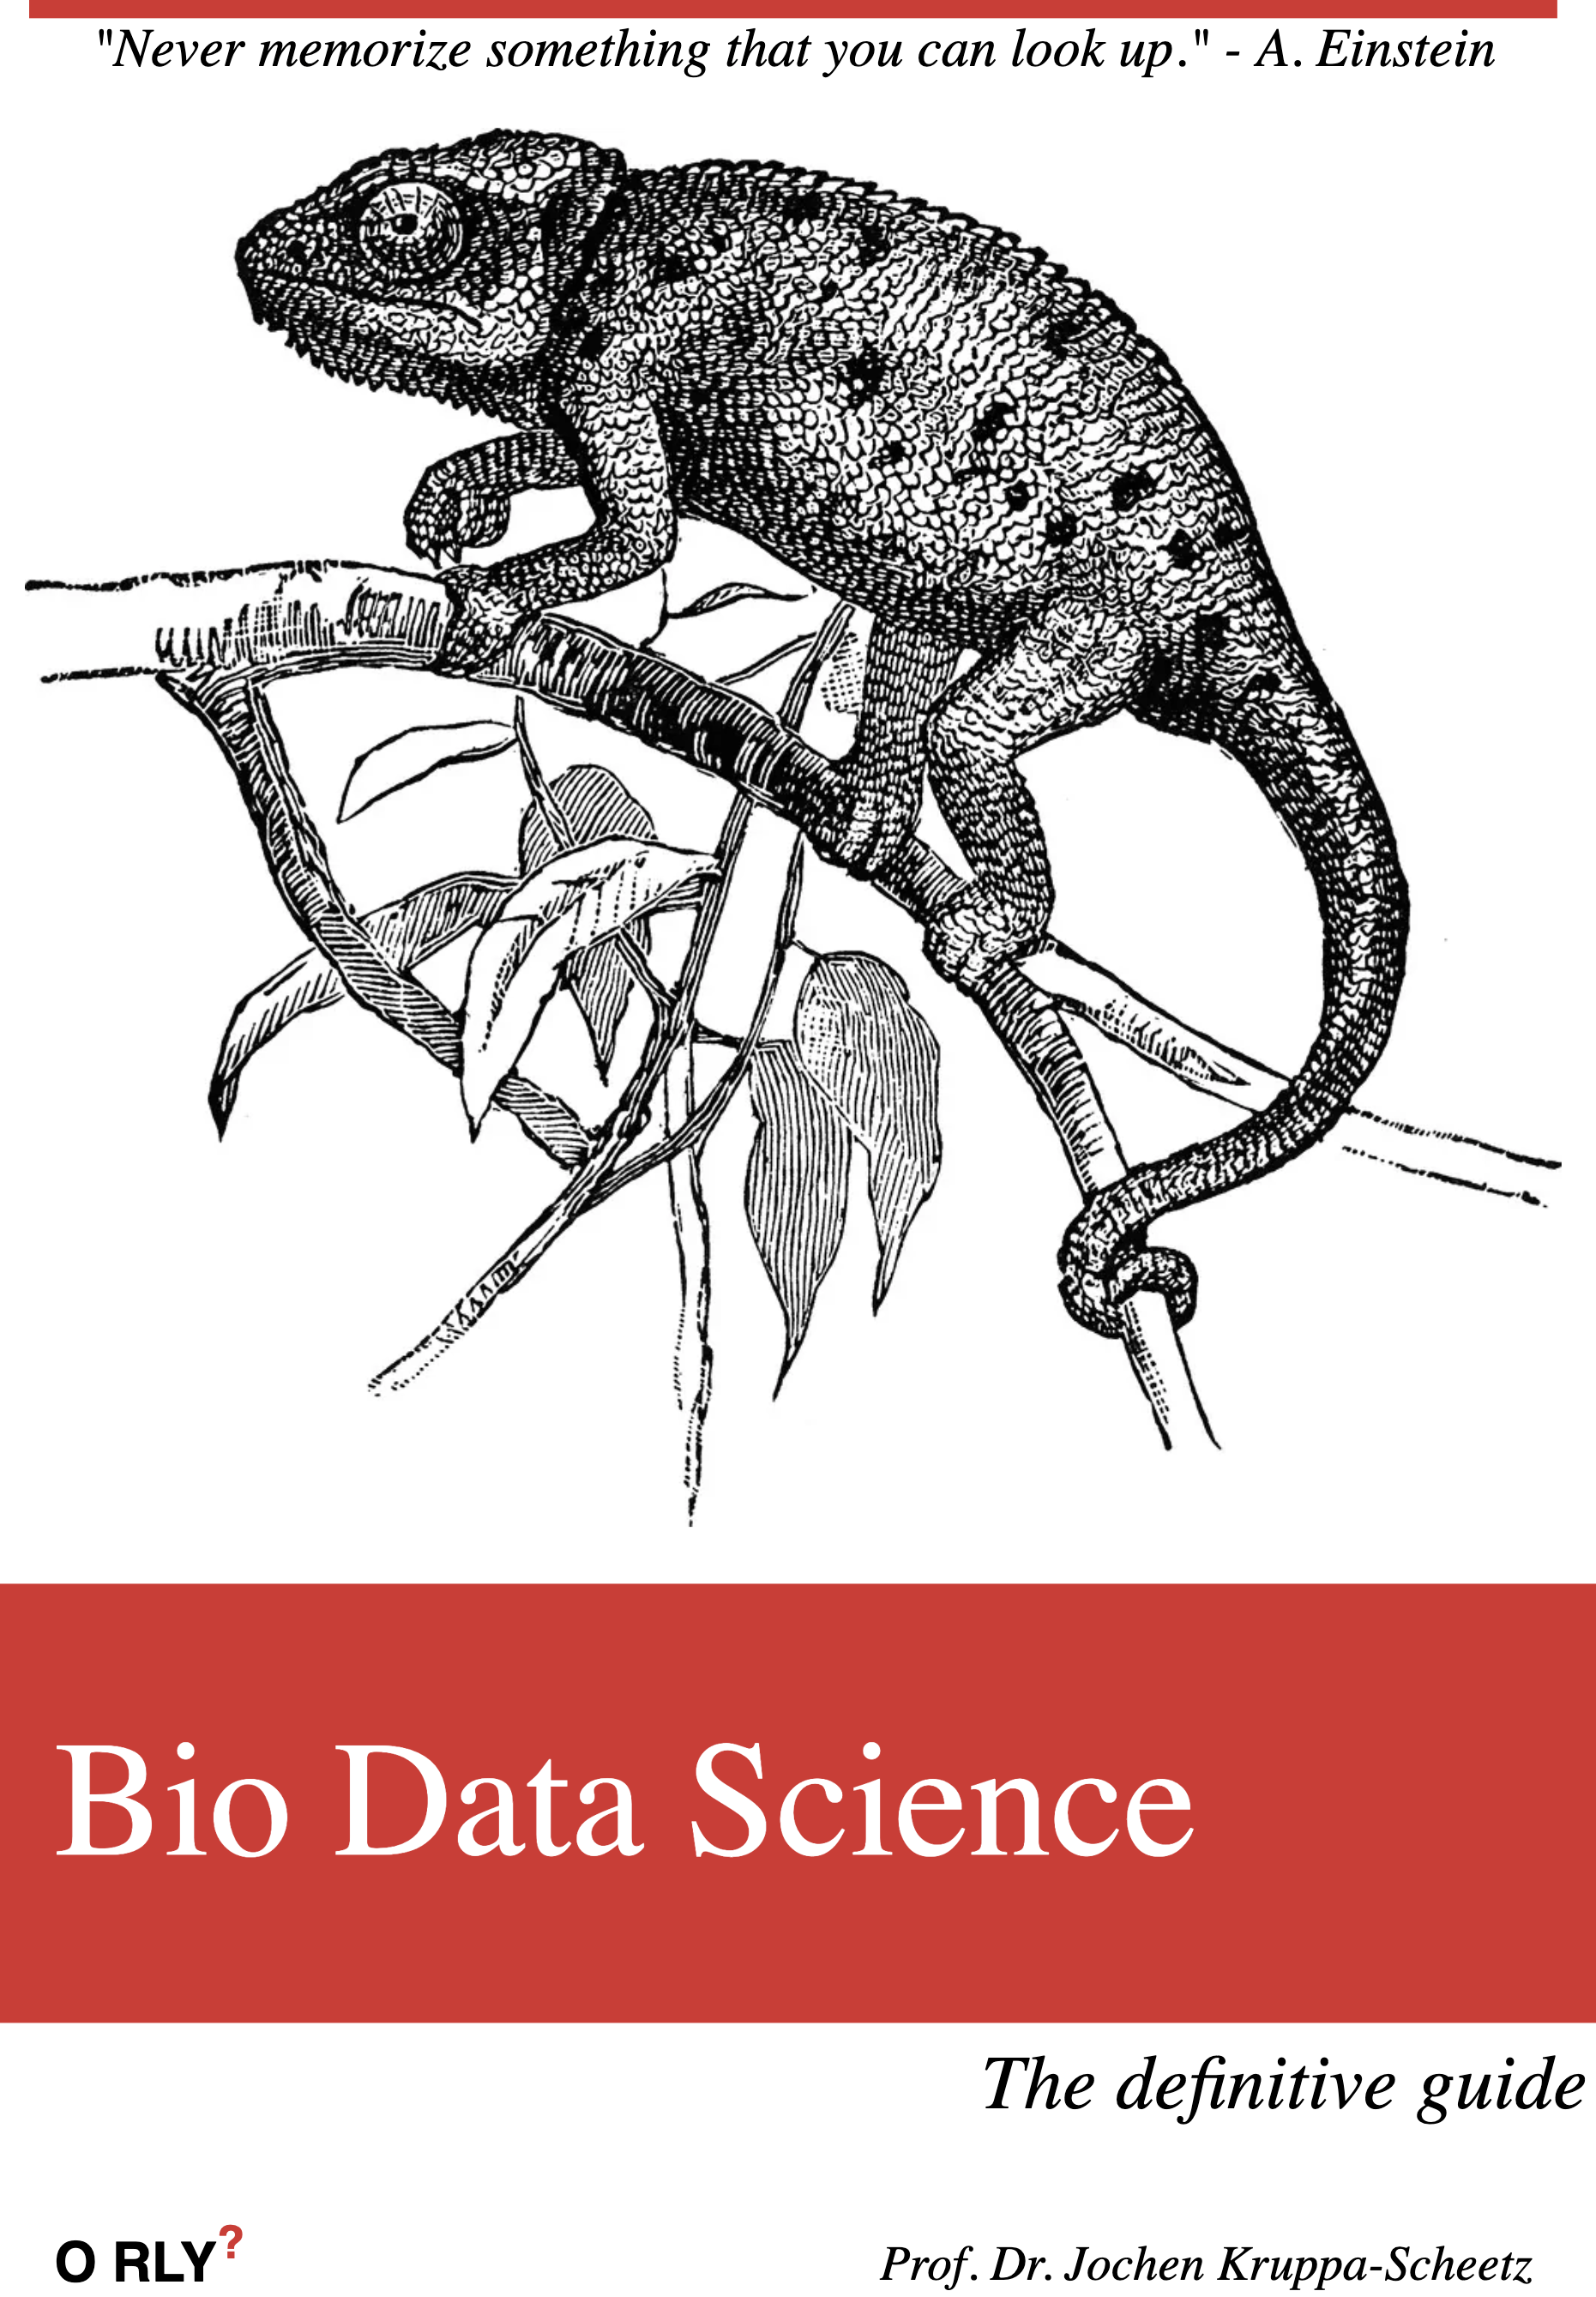 "Never memorize something that you can look up." - A. Einstein
Bio Data Science
The definitive guide
O RLY?
Prof. Dr. Jochen Kruppa-Scheetz